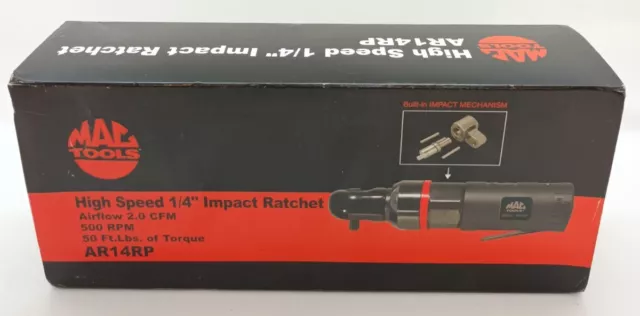 MAC
TOOLS
High Speed 1/4" Impact Ratchet
AR14RP
Built-in IMPACT MECHANISM
MAC
TOOLS
High Speed 1/4" Impact Ratchet
Airflow 2.0 CFM
500 RPM
50 Ft.Lbs. of Torque
AR14RP
MAC